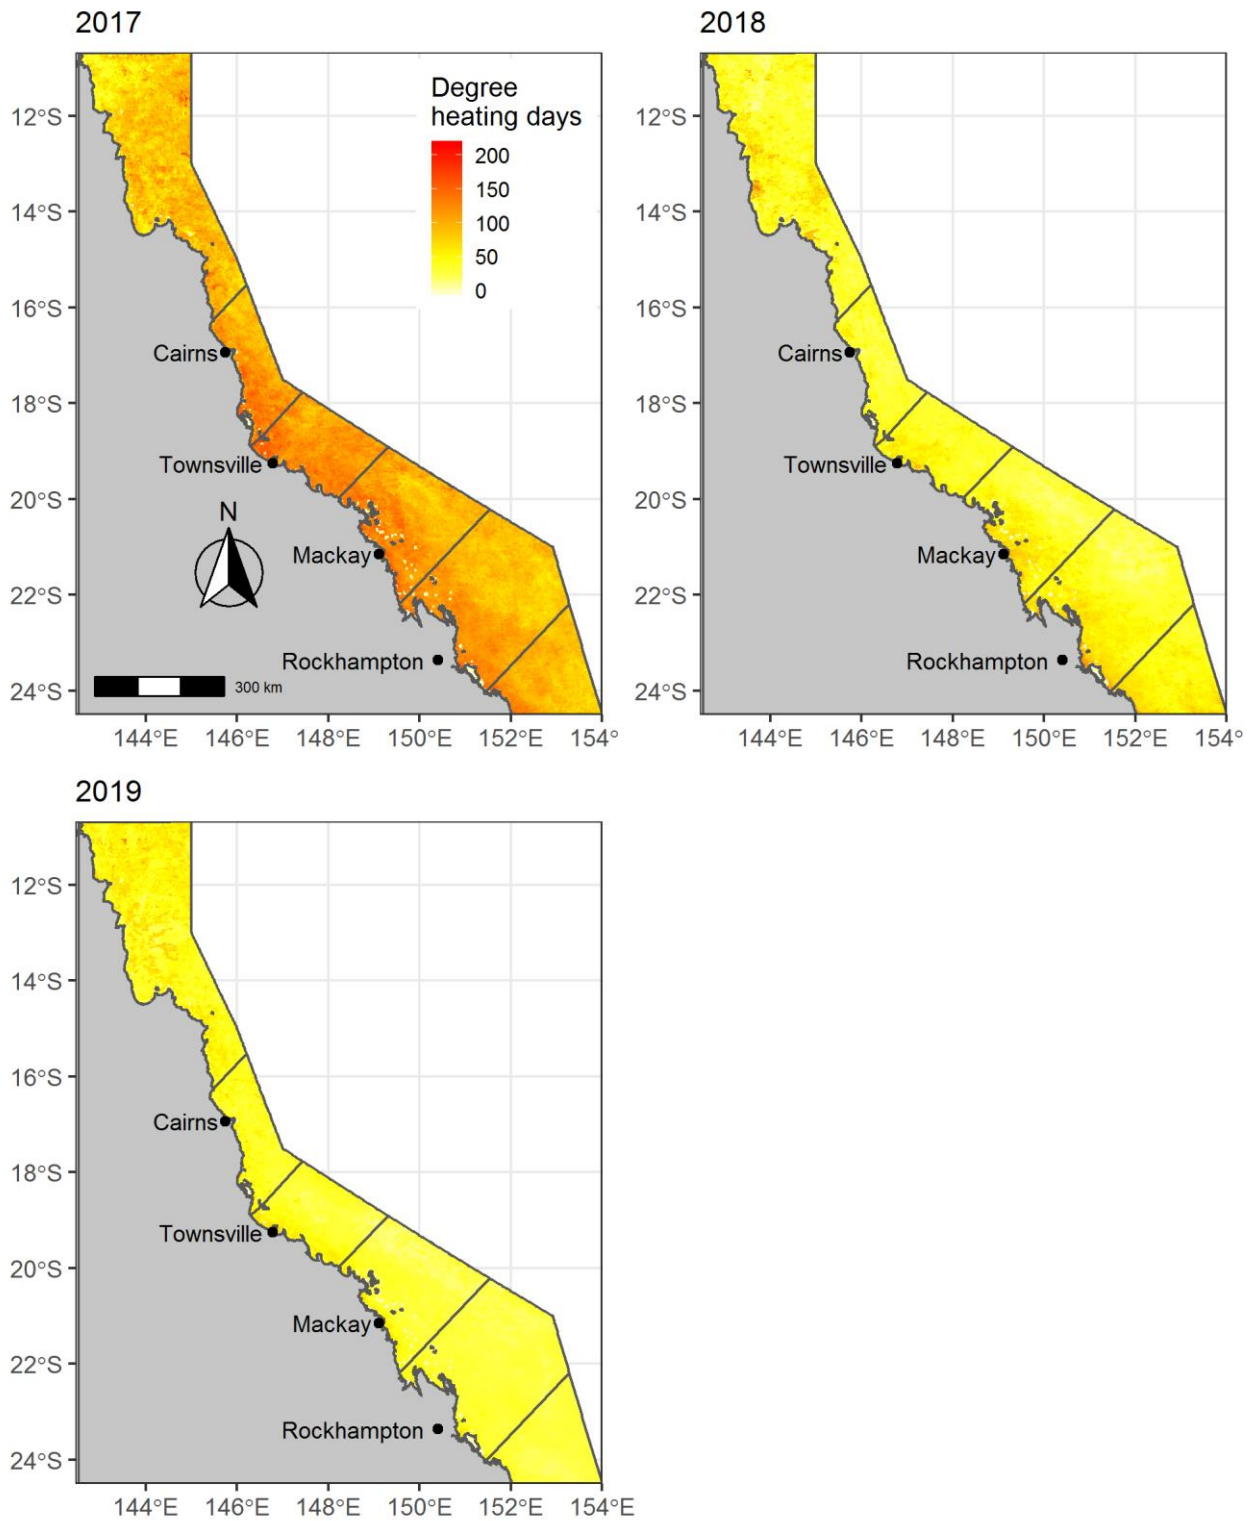 2017
2018
Degree
heating days
200
150
100
50
0
12°S
14°S
16°S
18°S
20°S
22°S
24°S
Cairns
Townsville
Mackay
Rockhampton
N
300 km
144°E 146°E 148°E 150°E 152°E 154°
12°S
14°S
16°S
18°S
20°S
22°S
24°S
Cairns
Townsville
Mackay
Rockhampton
144°E 146°E 148°E 150°E 152°E 154°
2019
12°S
14°S
16°S
18°S
20°S
22°S
24°S
Cairns
Townsville
Mackay
Rockhampton
144°E 146°E 148°E 150°E 152°E 154°E